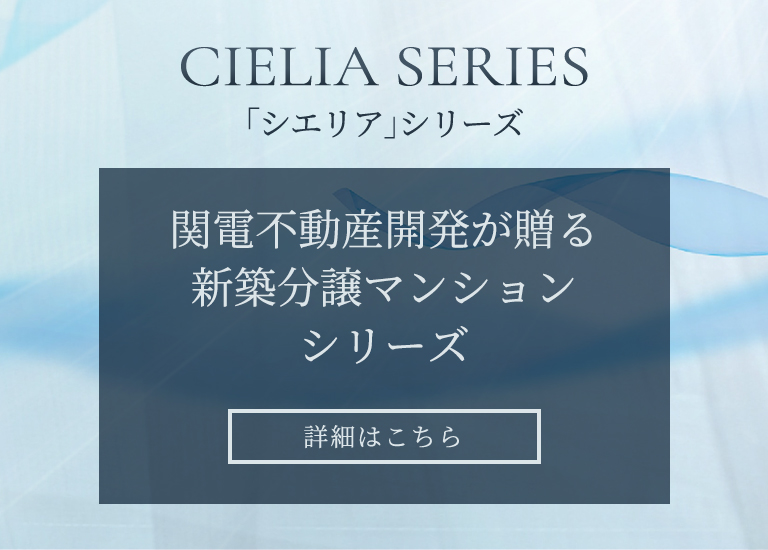 CIELIA SERIES
「シエリア」シリーズ
関電不動産開発が贈る
新築分譲マンション
シリーズ
詳細はこちら